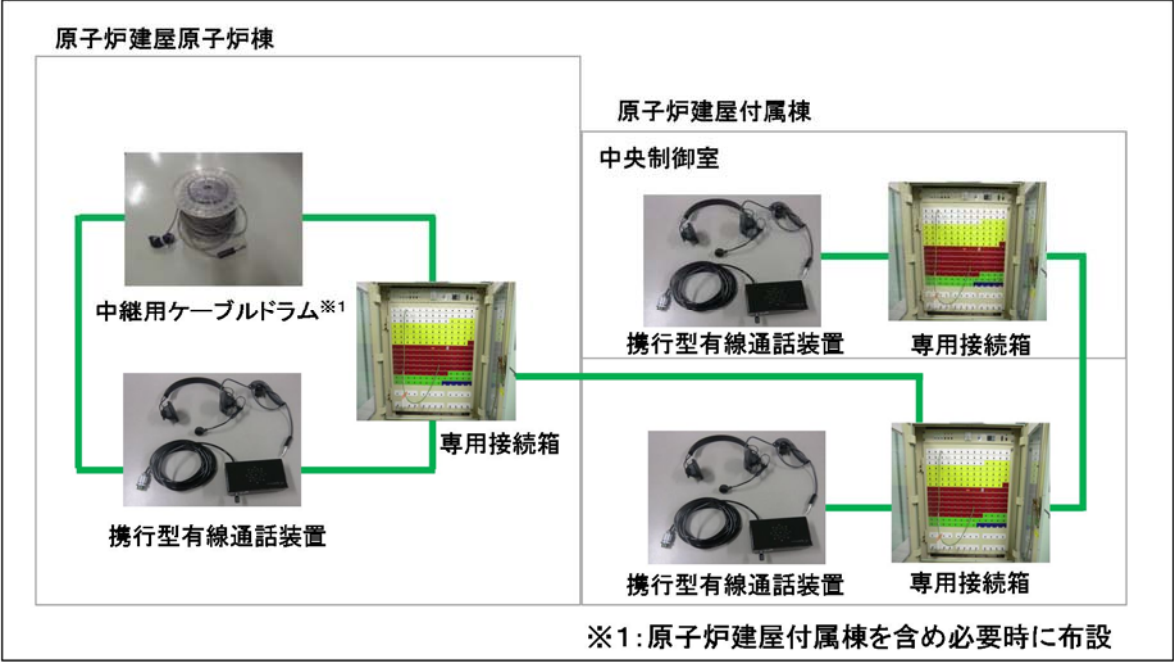 原子炉建屋原子炉棟
原子炉建屋付属棟
中央制御室
中継用ケーブルドラム※1
携行型有線通話装置
専用接続箱
専用接続箱
携行型有線通話装置
携行型有線通話装置
専用接続箱
※1:原子炉建屋付属棟を含め必要時に布設